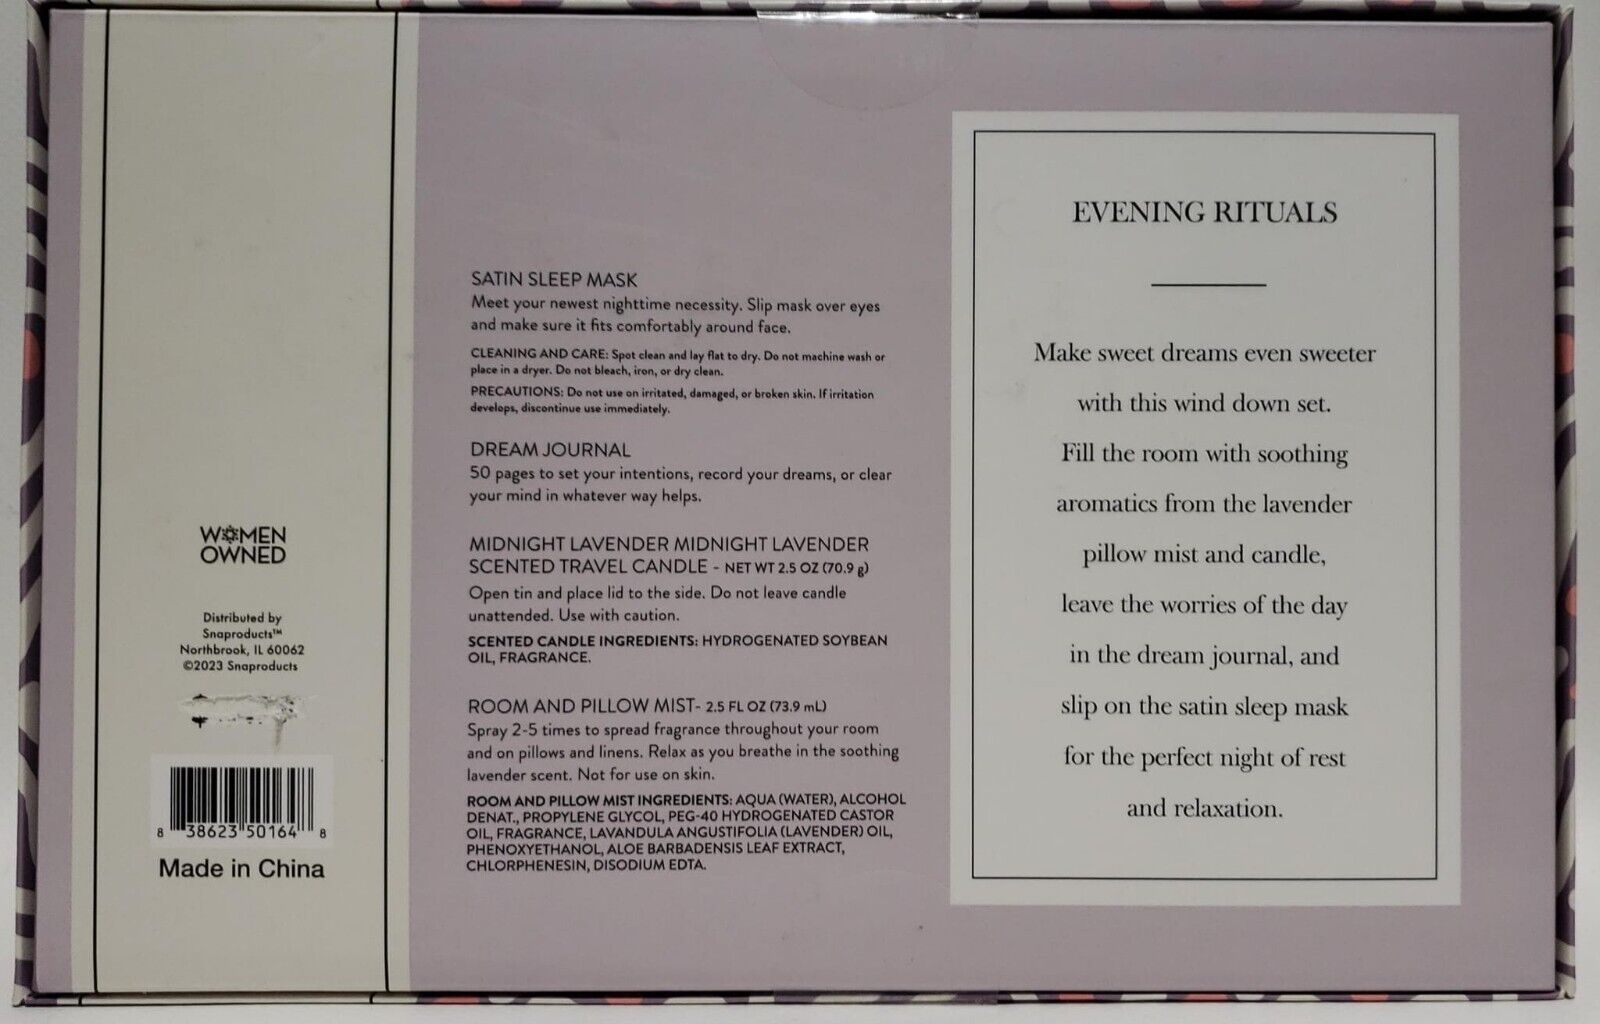 WOMEN
OWNED
Distributed by
Snaproducts™
Northbrook, IL 60062
©2023 Snaproducts
8 38623 50164 8
Made in China
SATIN SLEEP MASK
Meet your newest nighttime necessity. Slip mask over eyes
and make sure it fits comfortably around face.
CLEANING AND CARE: Spot clean and lay flat to dry. Do not machine wash or
place in a dryer. Do not bleach, iron, or dry clean.
PRECAUTIONS: Do not use on irritated, damaged, or broken skin. If irritation
develops, discontinue use immediately.
DREAM JOURNAL
50 pages to set your intentions, record your dreams, or clear
your mind in whatever way helps.
MIDNIGHT LAVENDER MIDNIGHT LAVENDER
SCENTED TRAVEL CANDLE - NET WT 2.5 OZ (70.9 g)
Open tin and place lid to the side. Do not leave candle
unattended. Use with caution.
SCENTED CANDLE INGREDIENTS: HYDROGENATED SOYBEAN
OIL, FRAGRANCE.
ROOM AND PILLOW MIST- 2.5 FL OZ (73.9 mL)
Spray 2-5 times to spread fragrance throughout your room
and on pillows and linens. Relax as you breathe in the soothing
lavender scent. Not for use on skin.
ROOM AND PILLOW MIST INGREDIENTS: AQUA (WATER), ALCOHOL
DENAT., PROPYLENE GLYCOL, PEG-40 HYDROGENATED CASTOR
OIL, FRAGRANCE, LAVANDULA ANGUSTIFOLIA (LAVENDER) OIL,
PHENOXYETHANOL, ALOE BARBADENSIS LEAF EXTRACT,
CHLORPHENESIN, DISODIUM EDTA.
EVENING RITUALS
Make sweet dreams even sweeter
with this wind down set.
Fill the room with soothing
aromatics from the lavender
pillow mist and candle,
leave the worries of the day
in the dream journal, and
slip on the satin sleep mask
for the perfect night of rest
and relaxation.